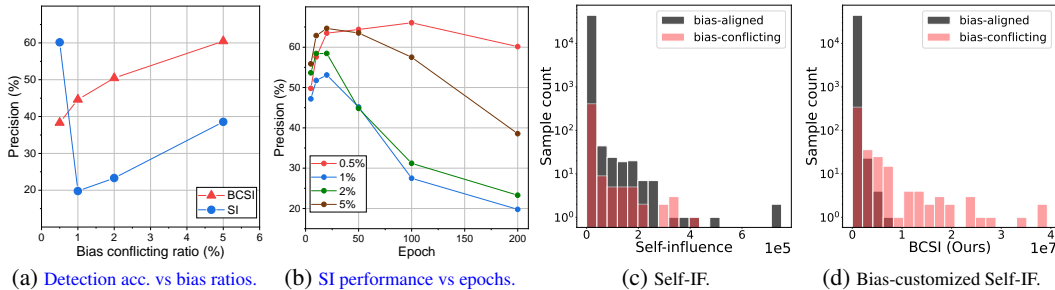 Precision (%)
60
50
40
30
20
BCSI
SI
0 1 2 3 4 5 6
Bias conflicting ratio (%)
(a) Detection acc. vs bias ratios.
Precision (%)
60
50
40
30
20
0.5%
1%
2%
5%
0 50 100 150 200
Epoch
(b) SI performance vs epochs.
Sample count
10^4
10^3
10^2
10^1
10^0
bias-aligned
bias-conflicting
0 2 4 6
1e5
Self-influence
(c) Self-IF.
Sample count
10^4
10^3
10^2
10^1
10^0
bias-aligned
bias-conflicting
0 1 2 3 4
1e7
BCSI (Ours)
(d) Bias-customized Self-IF.